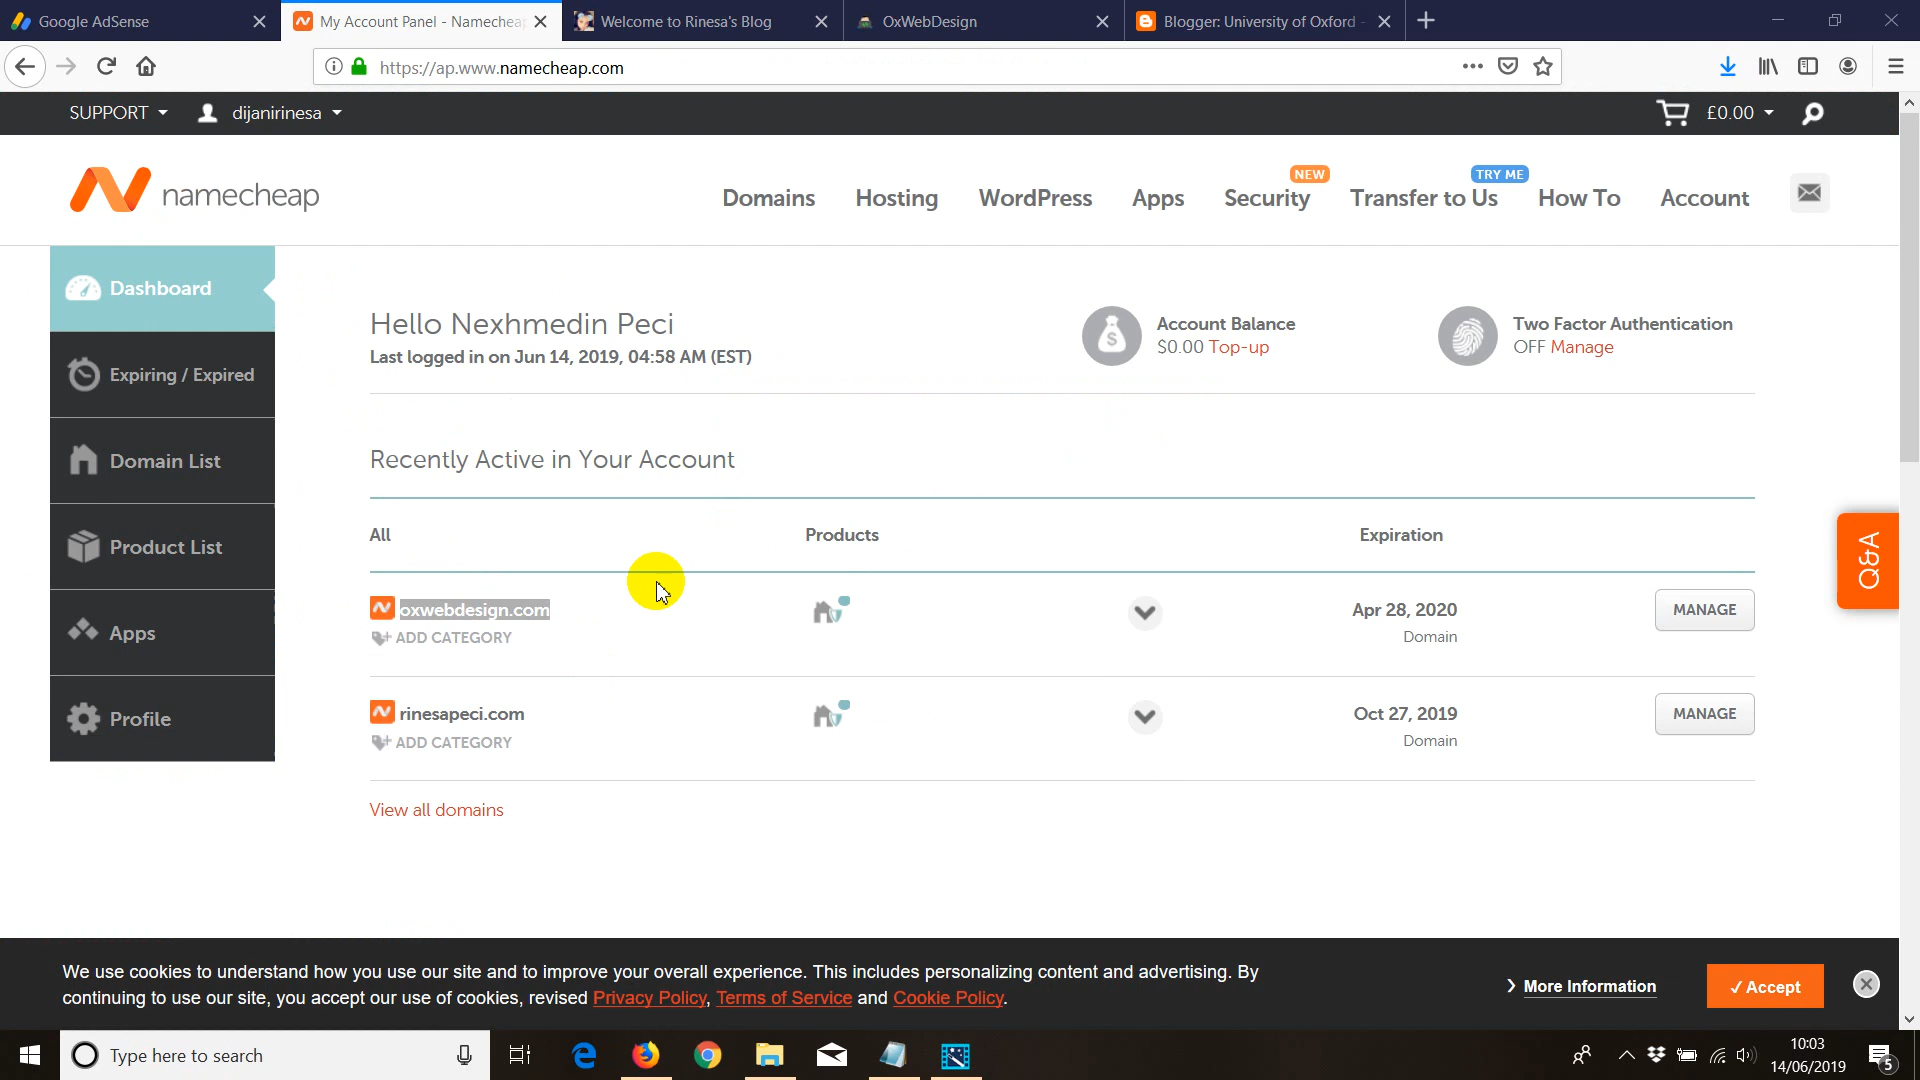 Google AdSense
My Account Panel - Namecheap
Welcome to Rinesa's Blog
OxWebDesign
Blogger: University of Oxford -
https://ap.www.namecheap.com
SUPPORT
dijanirinesa
£0.00
namecheap
Domains
Hosting
WordPress
Apps
Security
NEW
Transfer to Us
TRY ME
How To
Account
Dashboard
Expiring / Expired
Domain List
Product List
Apps
Profile
Hello Nexhmedin Peci
Last logged in on Jun 14, 2019, 04:58 AM (EST)
Account Balance
$0.00 Top-up
Two Factor Authentication
OFF Manage
Recently Active in Your Account
All
Products
Expiration
oxwebdesign.com
ADD CATEGORY
Apr 28, 2020
Domain
MANAGE
rinesapeci.com
ADD CATEGORY
Oct 27, 2019
Domain
MANAGE
View all domains
Q&A
We use cookies to understand how you use our site and to improve your overall experience. This includes personalizing content and advertising. By
continuing to use our site, you accept our use of cookies, revised Privacy Policy, Terms of Service and Cookie Policy.
More Information
✓ Accept
Type here to search
10:03
14/06/2019
5